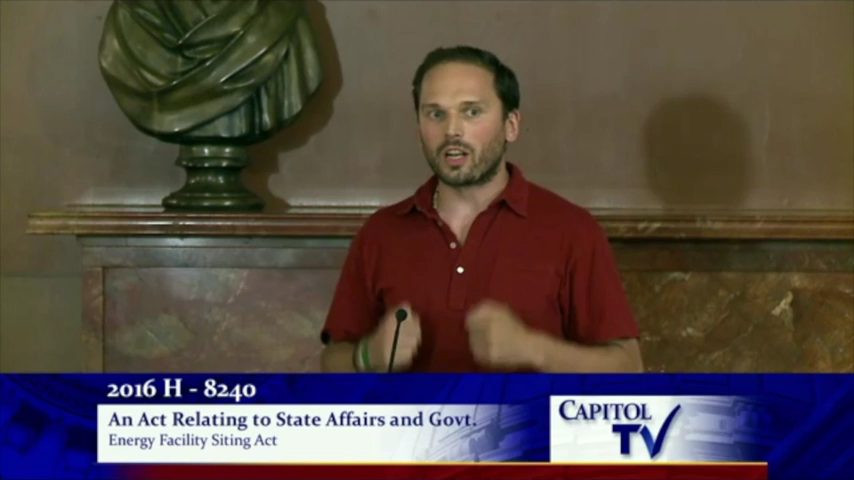 2016 H - 8240
An Act Relating to State Affairs and Govt.
Energy Facility Siting Act
CAPITOL
TV